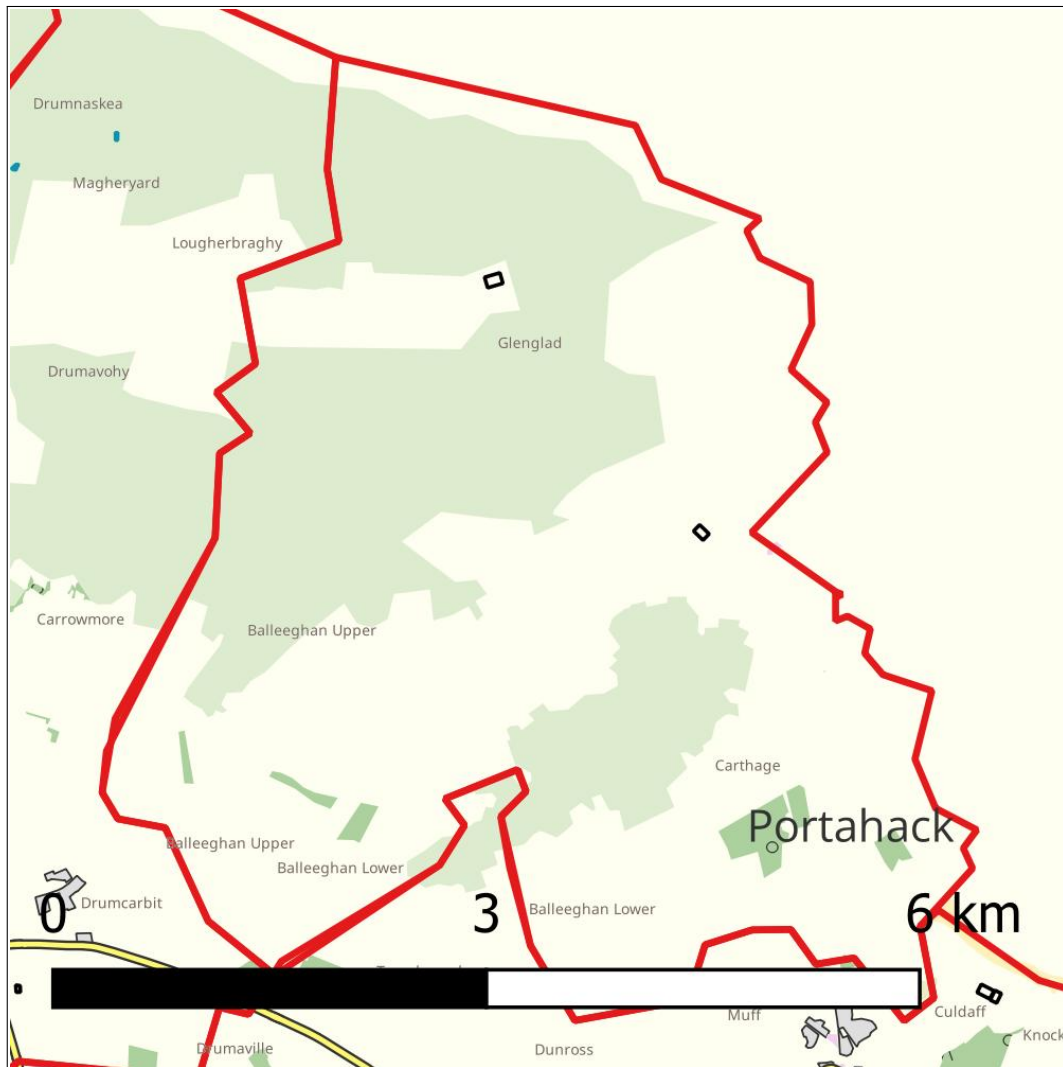 Drumnaskea
Magheryard
Lougherbraghy
Glenglad
Drumavohy
Carrowmore
Balleeghan Upper
Carthage
Portahack
Balleeghan Upper
Balleeghan Lower
Drumcarbit
Balleeghan Lower
0 3 6 km
Muff
Culdaff
Knock
Drumaville
Dunross